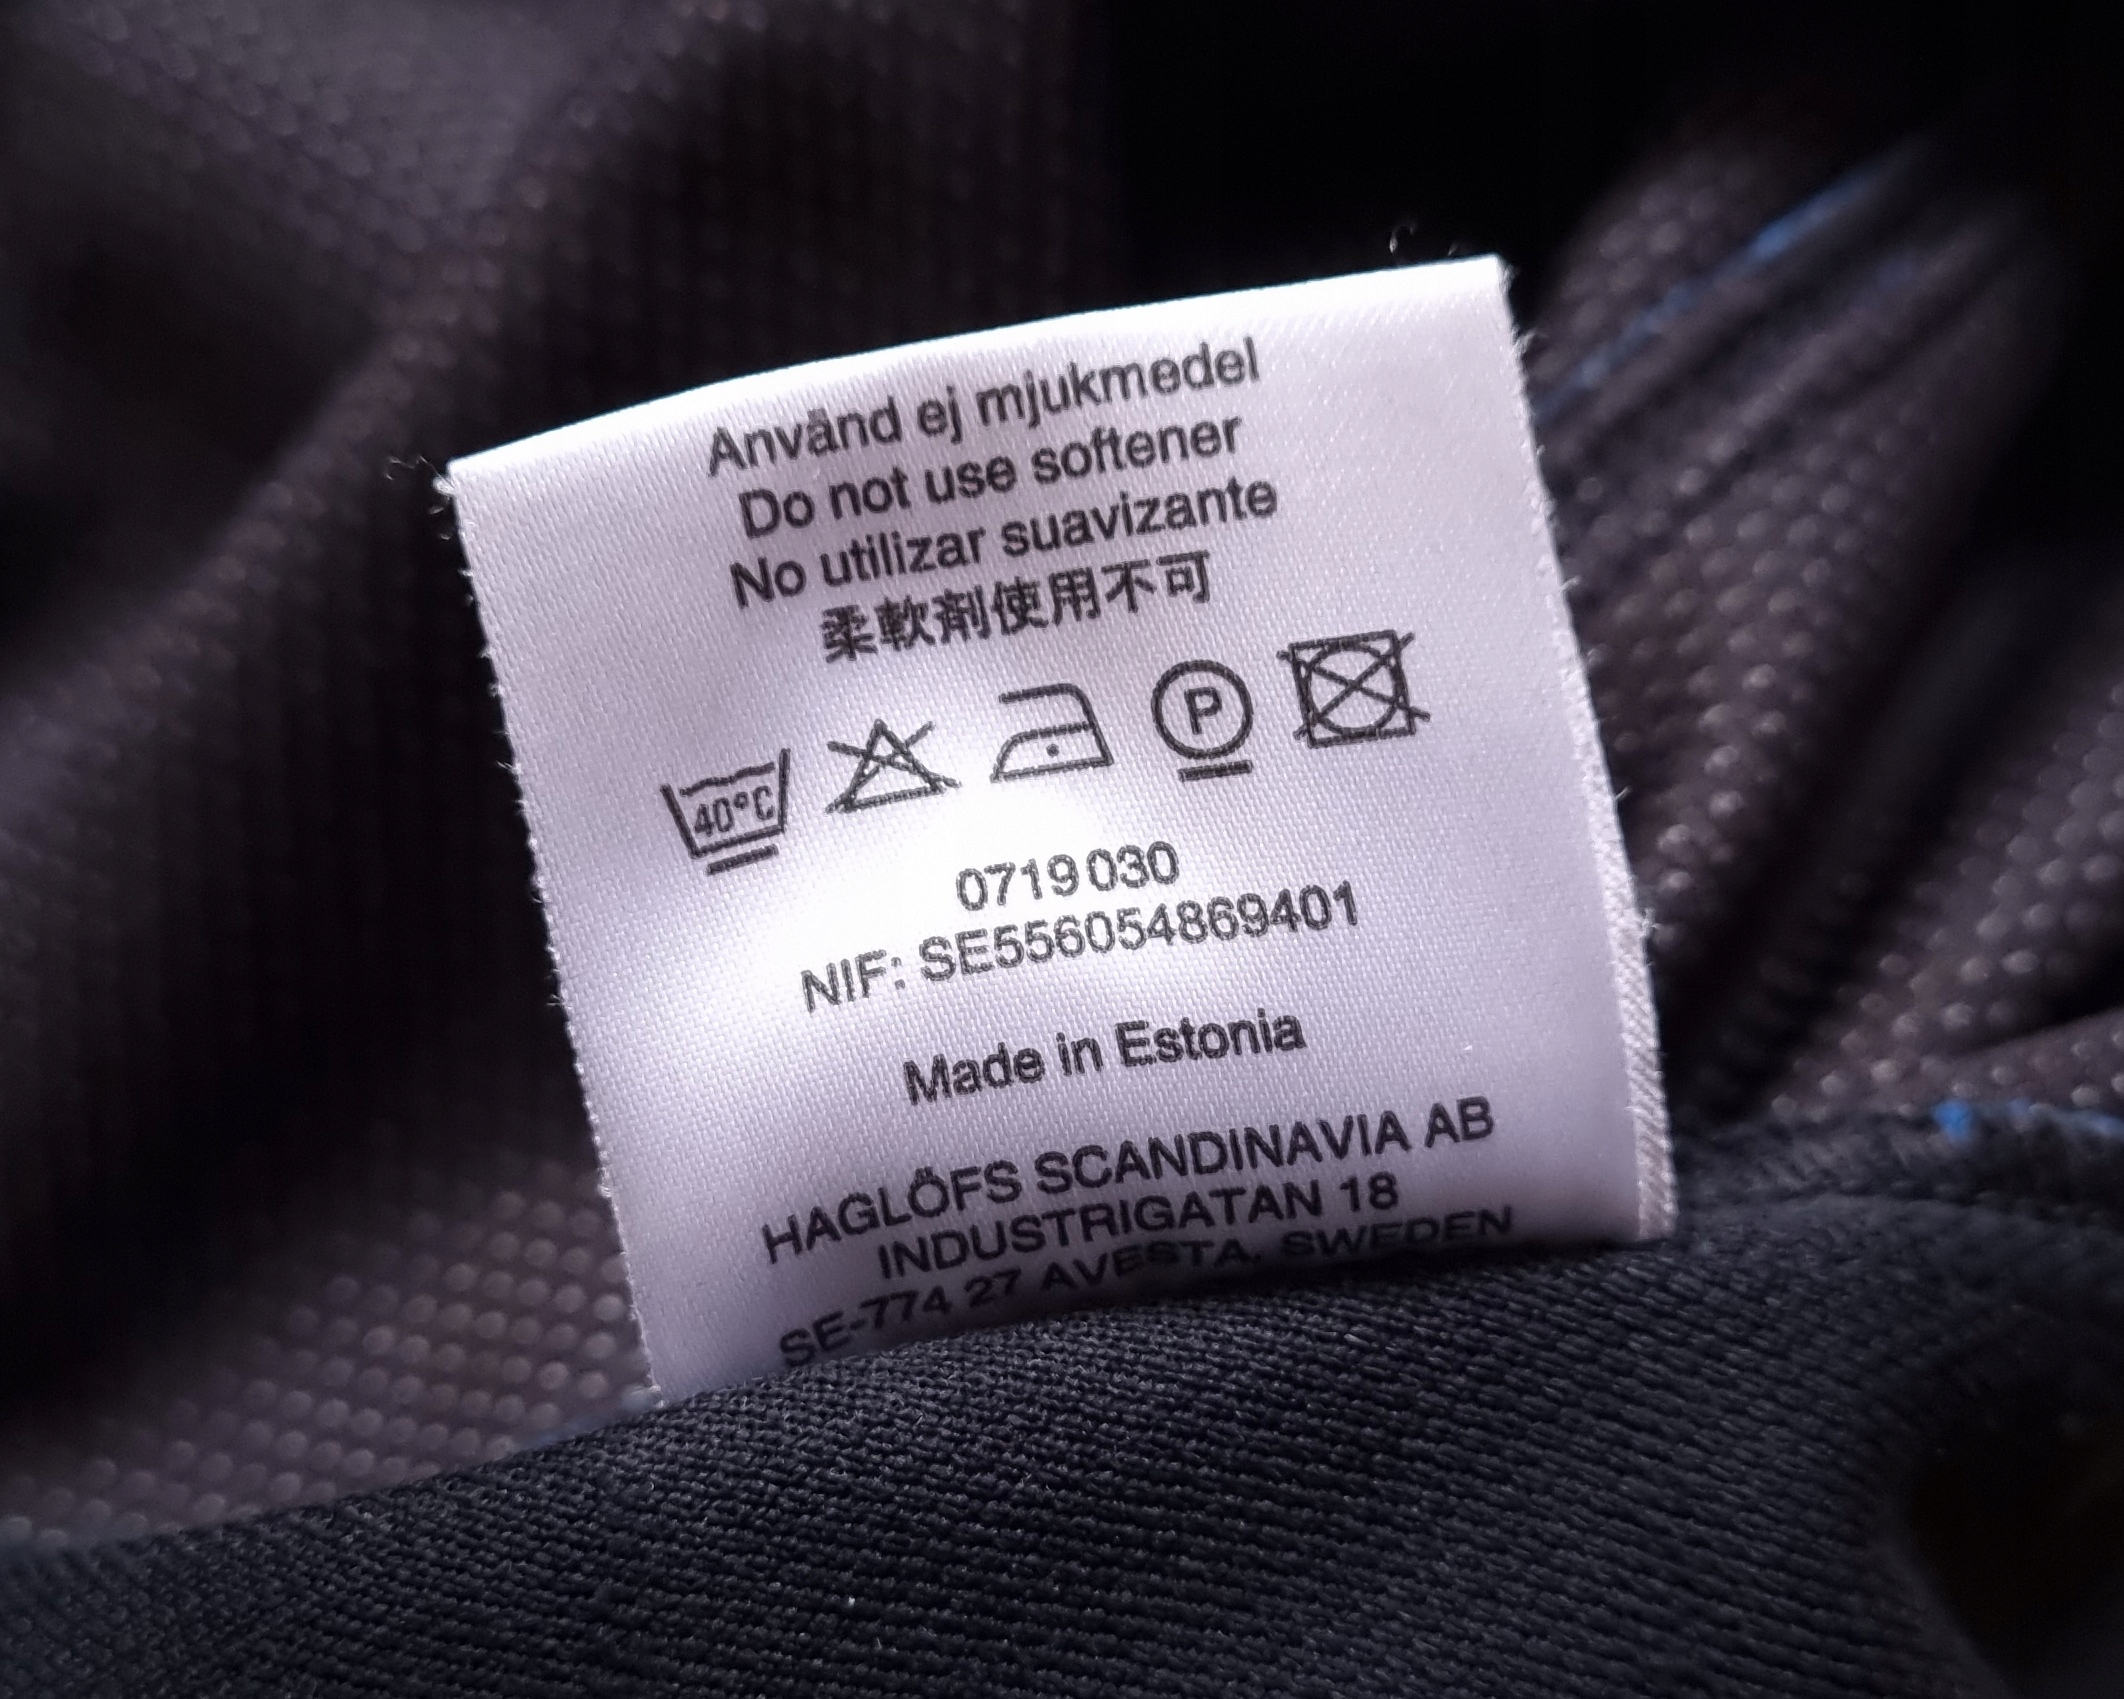 Använd ej mjukmedel
Do not use softener
No utilizar suavizante
柔軟剤使用不可
40°C P
0719 030
NIF: SE556054869401
Made in Estonia
HAGLÖFS SCANDINAVIA AB
INDUSTRIGATAN 18
SE-774 27 AVESTA, SWEDEN